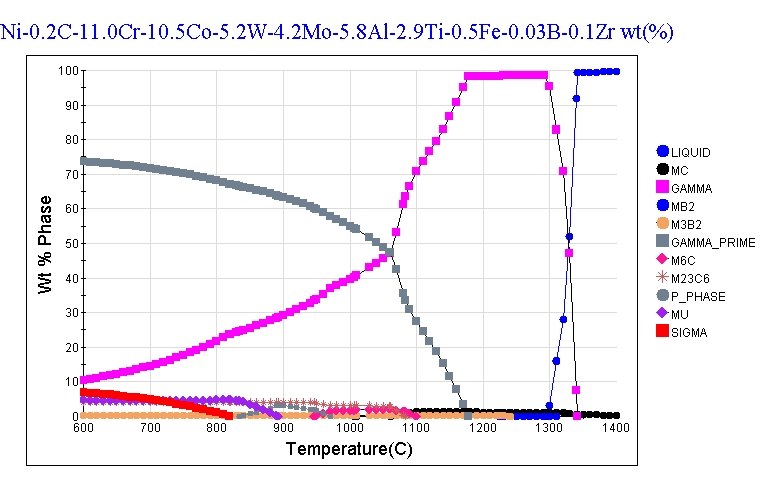 Ni-0.2C-11.0Cr-10.5Co-5.2W-4.2Mo-5.8Al-2.9Ti-0.5Fe-0.03B-0.1Zr wt(%)
100
90
80
70
60
50
40
30
20
10
0
Wt % Phase
600 700 800 900 1000 1100 1200 1300 1400
Temperature(C)
LIQUID
MC
GAMMA
MB2
M3B2
GAMMA_PRIME
M6C
M23C6
P_PHASE
MU
SIGMA